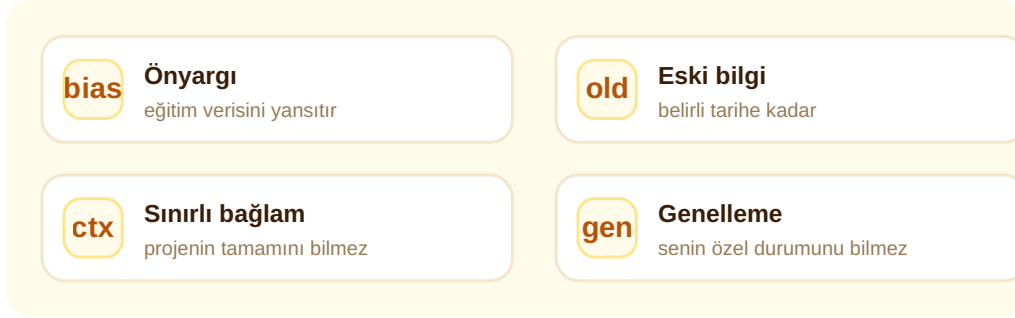 bias
Önyargı
eğitim verisini yansıtır
old
Eski bilgi
belirli tarihe kadar
ctx
Sınırlı bağlam
projenin tamamını bilmez
gen
Genelleme
senin özel durumunu bilmez